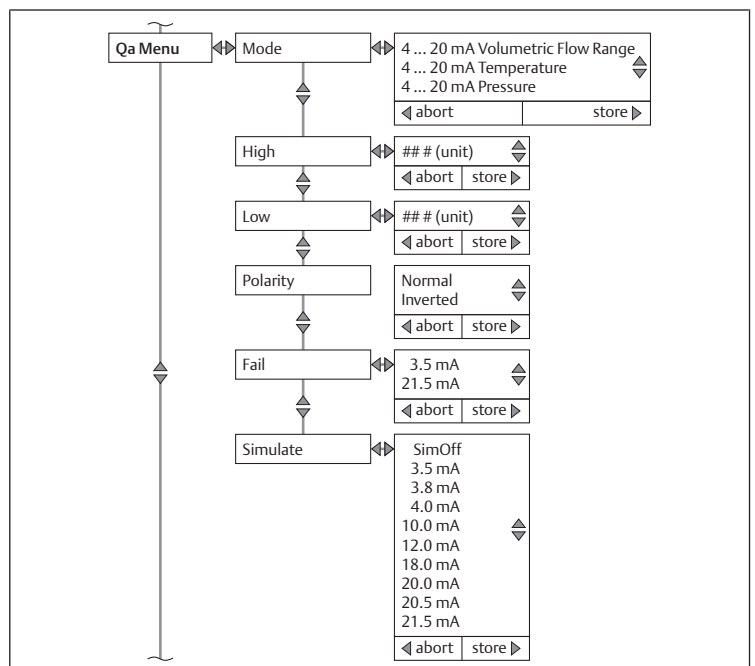 Qa Menu
Mode
4 ... 20 mA Volumetric Flow Range
4 ... 20 mA Temperature
4 ... 20 mA Pressure
abort store
High
## # (unit)
abort store
Low
## # (unit)
abort store
Polarity
Normal
Inverted
abort store
Fail
3.5 mA
21.5 mA
abort store
Simulate
SimOff
3.5 mA
3.8 mA
4.0 mA
10.0 mA
12.0 mA
18.0 mA
20.0 mA
20.5 mA
21.5 mA
abort store